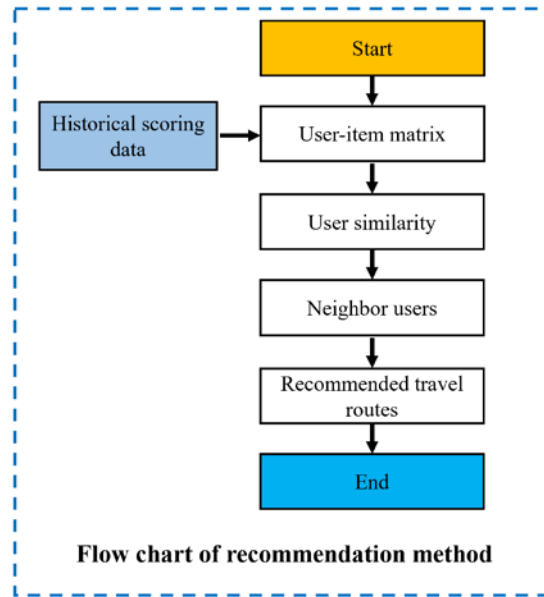 Start
Historical scoring
data
User-item matrix
User similarity
Neighbor users
Recommended travel
routes
End
Flow chart of recommendation method